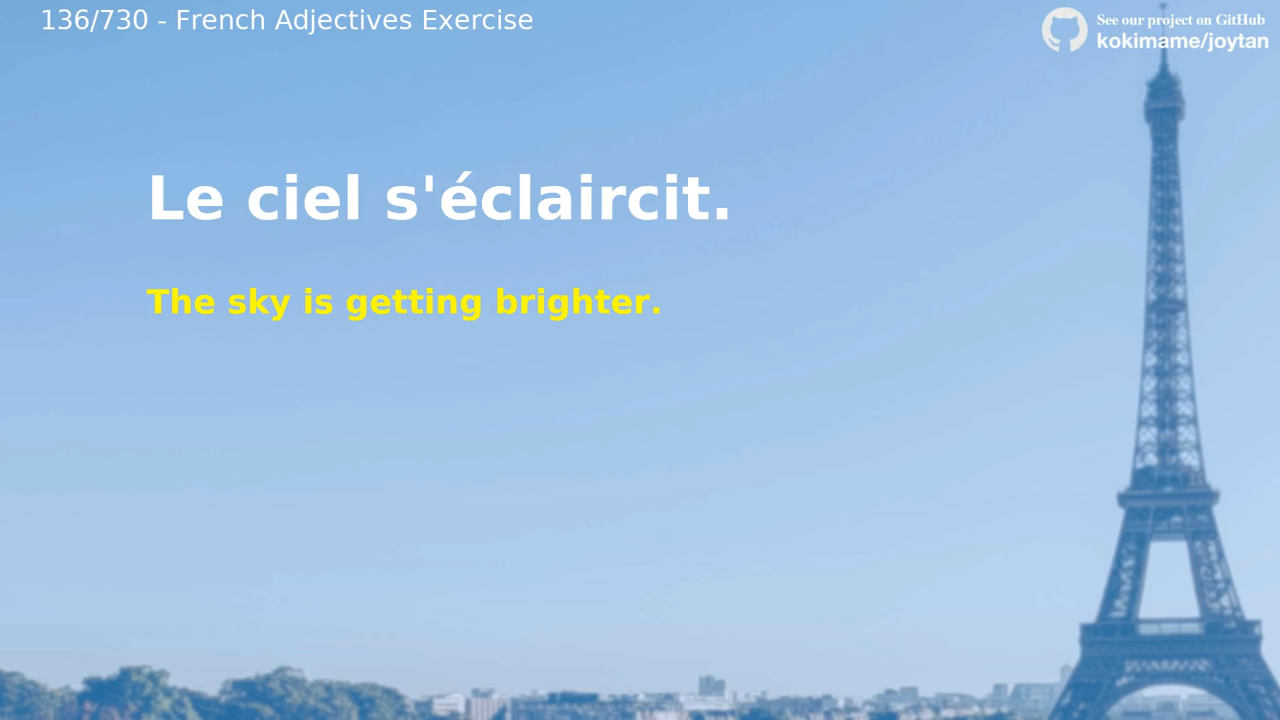 136/730 - French Adjectives Exercise
See our project on GitHub
kokimame/joytan
Le ciel s'éclaircit.
The sky is getting brighter.